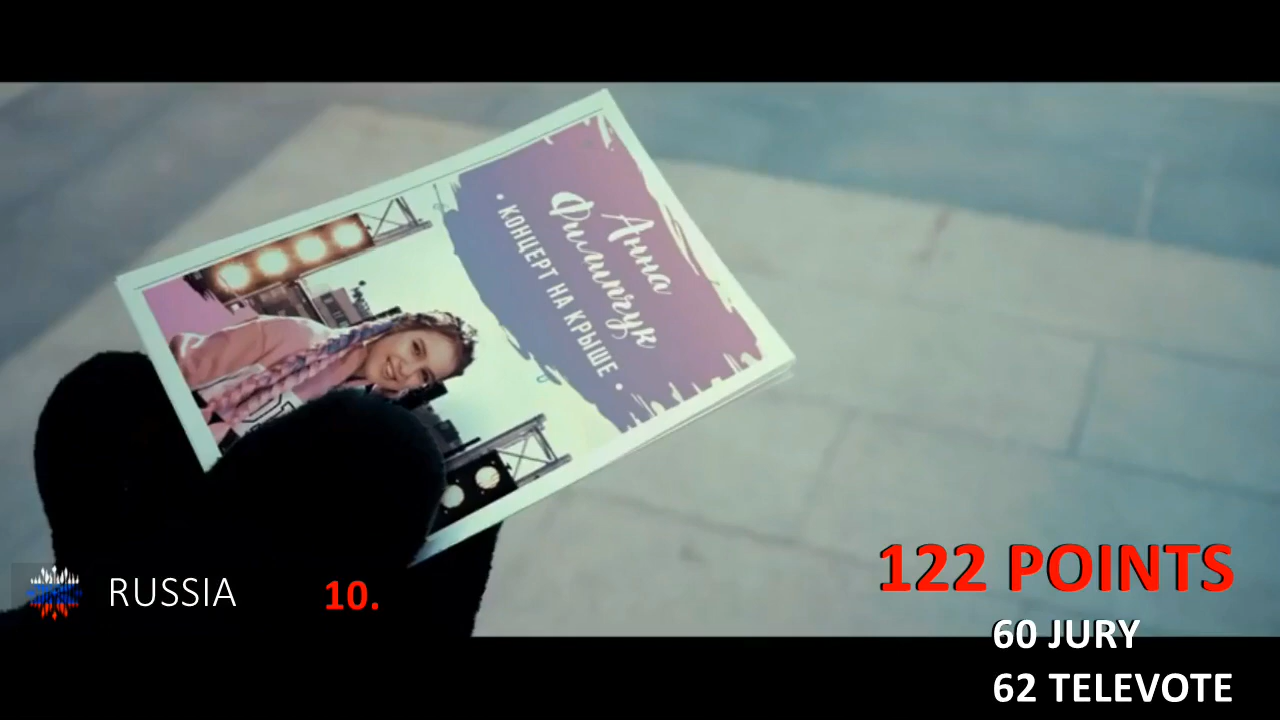 Анна
Филипчук
• КОНЦЕРТ НА КРЫШЕ •
RUSSIA
10.
122 POINTS
60 JURY
62 TELEVOTE